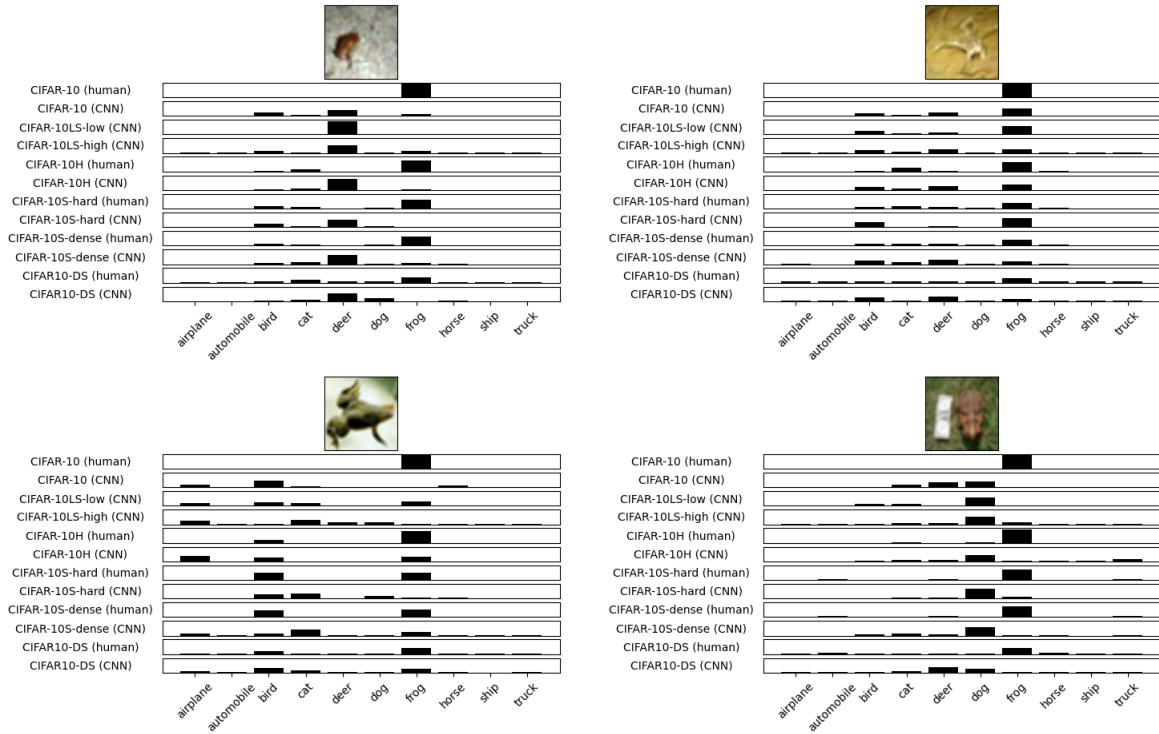 CIFAR-10 (human)
CIFAR-10 (CNN)
CIFAR-10LS-low (CNN)
CIFAR-10LS-high (CNN)
CIFAR-10H (human)
CIFAR-10H (CNN)
CIFAR-10S-hard (human)
CIFAR-10S-hard (CNN)
CIFAR-10S-dense (human)
CIFAR-10S-dense (CNN)
CIFAR10-DS (human)
CIFAR10-DS (CNN)
airplane
automobile
bird
cat
deer
dog
frog
horse
ship
truck
CIFAR-10 (human)
CIFAR-10 (CNN)
CIFAR-10LS-low (CNN)
CIFAR-10LS-high (CNN)
CIFAR-10H (human)
CIFAR-10H (CNN)
CIFAR-10S-hard (human)
CIFAR-10S-hard (CNN)
CIFAR-10S-dense (human)
CIFAR-10S-dense (CNN)
CIFAR10-DS (human)
CIFAR10-DS (CNN)
airplane
automobile
bird
cat
deer
dog
frog
horse
ship
truck
CIFAR-10 (human)
CIFAR-10 (CNN)
CIFAR-10LS-low (CNN)
CIFAR-10LS-high (CNN)
CIFAR-10H (human)
CIFAR-10H (CNN)
CIFAR-10S-hard (human)
CIFAR-10S-hard (CNN)
CIFAR-10S-dense (human)
CIFAR-10S-dense (CNN)
CIFAR10-DS (human)
CIFAR10-DS (CNN)
airplane
automobile
bird
cat
deer
dog
frog
horse
ship
truck
CIFAR-10 (human)
CIFAR-10 (CNN)
CIFAR-10LS-low (CNN)
CIFAR-10LS-high (CNN)
CIFAR-10H (human)
CIFAR-10H (CNN)
CIFAR-10S-hard (human)
CIFAR-10S-hard (CNN)
CIFAR-10S-dense (human)
CIFAR-10S-dense (CNN)
CIFAR10-DS (human)
CIFAR10-DS (CNN)
airplane
automobile
bird
cat
deer
dog
frog
horse
ship
truck